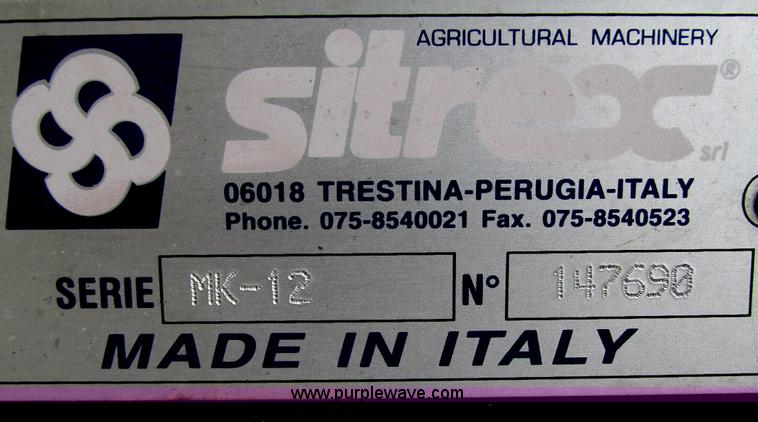 AGRICULTURAL MACHINERY
sitrex® srl
06018 TRESTINA-PERUGIA-ITALY
Phone. 075-8540021 Fax. 075-8540523
SERIE MK-12 N° 147690
MADE IN ITALY
www.purplewave.com